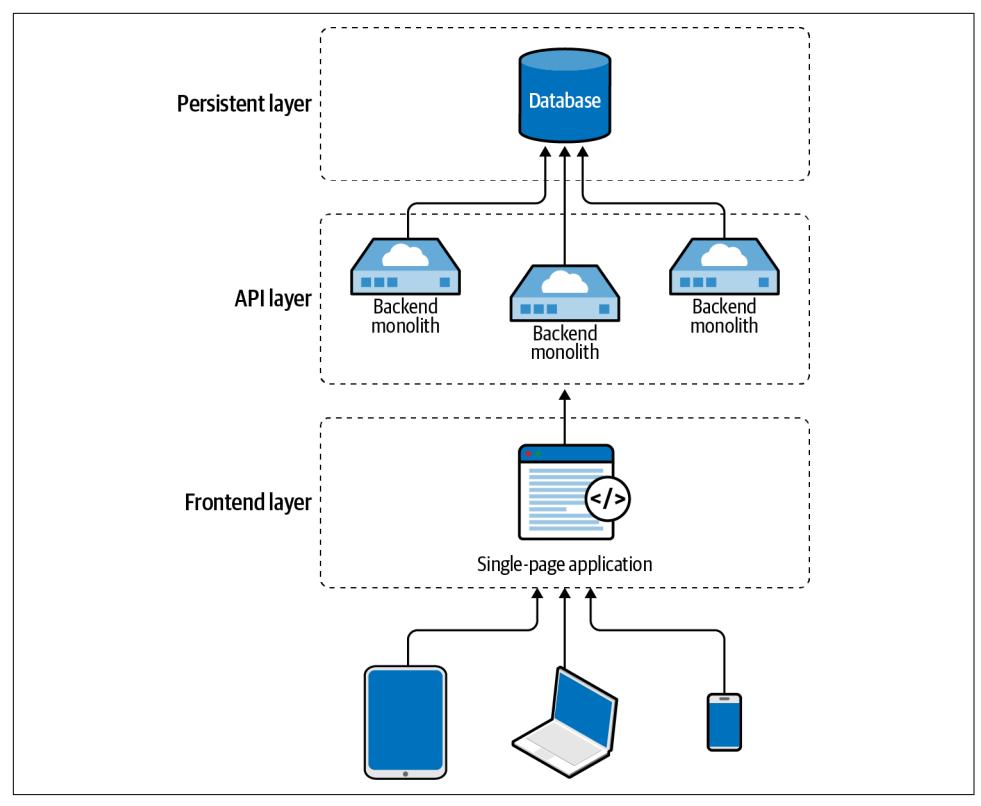 Persistent layer
Database
API layer
Backend
monolith
Backend
monolith
Backend
monolith
Frontend layer
</>
Single-page application